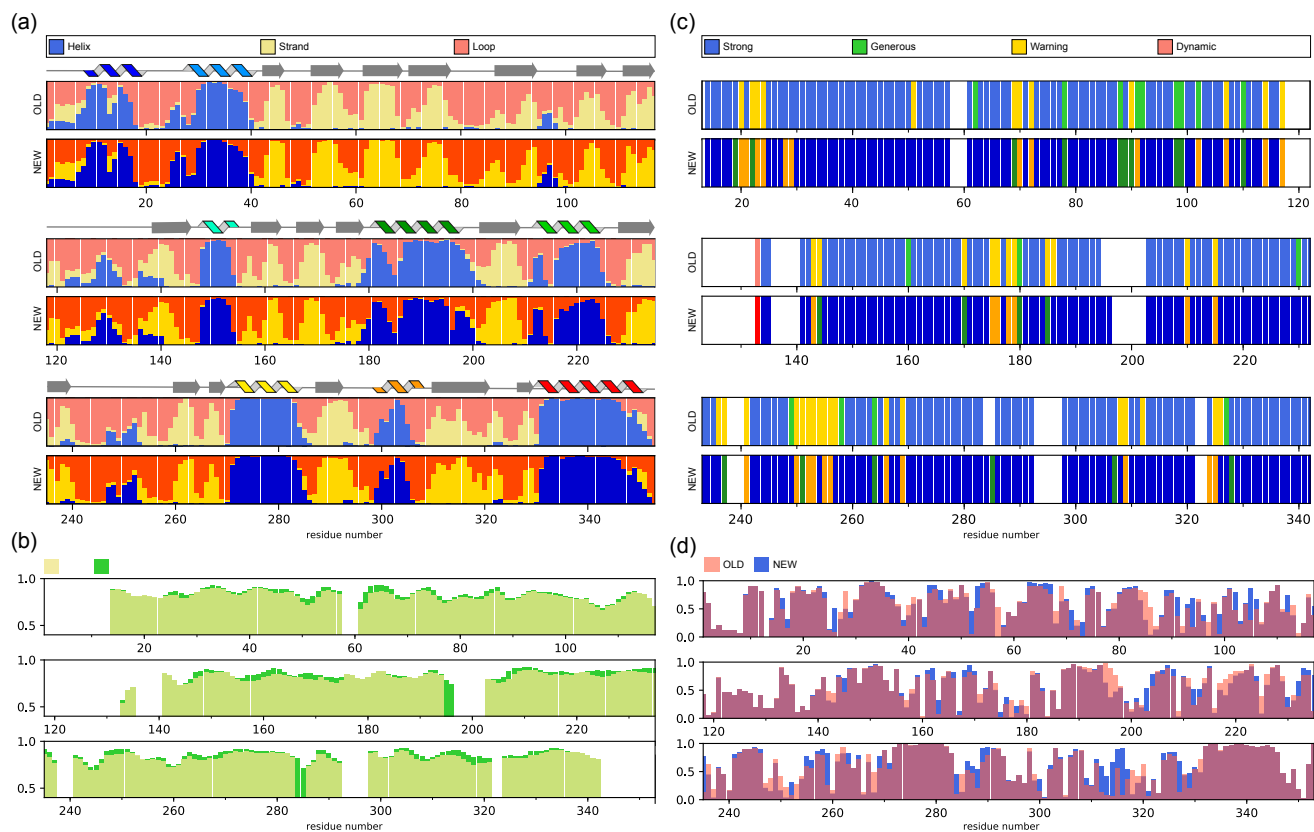 (a)
Helix Strand Loop
OLD
NEW
20 40 60 80 100
OLD
NEW
120 140 160 180 200 220
OLD
NEW
240 260 280 300 320 340
residue number
(b)
1.0
0.5
20 40 60 80 100
1.0
0.5
120 140 160 180 200 220
1.0
0.5
240 260 280 300 320 340
residue number
(c)
Strong Generous Warning Dynamic
OLD
NEW
20 40 60 80 100 120
OLD
NEW
140 160 180 200 220
OLD
NEW
240 260 280 300 320 340
residue number
(d)
OLD NEW
1.0
0.5
0.0
20 40 60 80 100
1.0
0.5
0.0
120 140 160 180 200 220
1.0
0.5
0.0
240 260 280 300 320 340
residue number